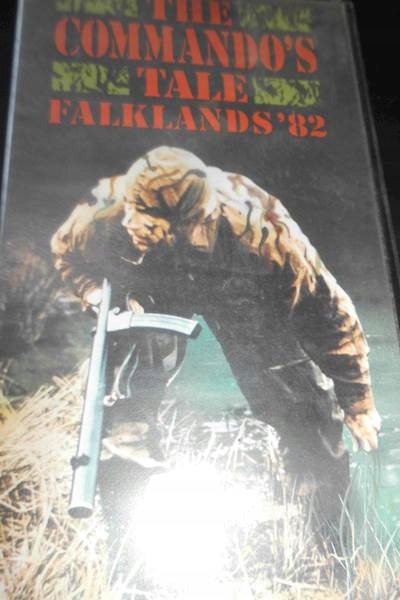 THE
COMMANDO'S
TALE
FALKLANDS '82